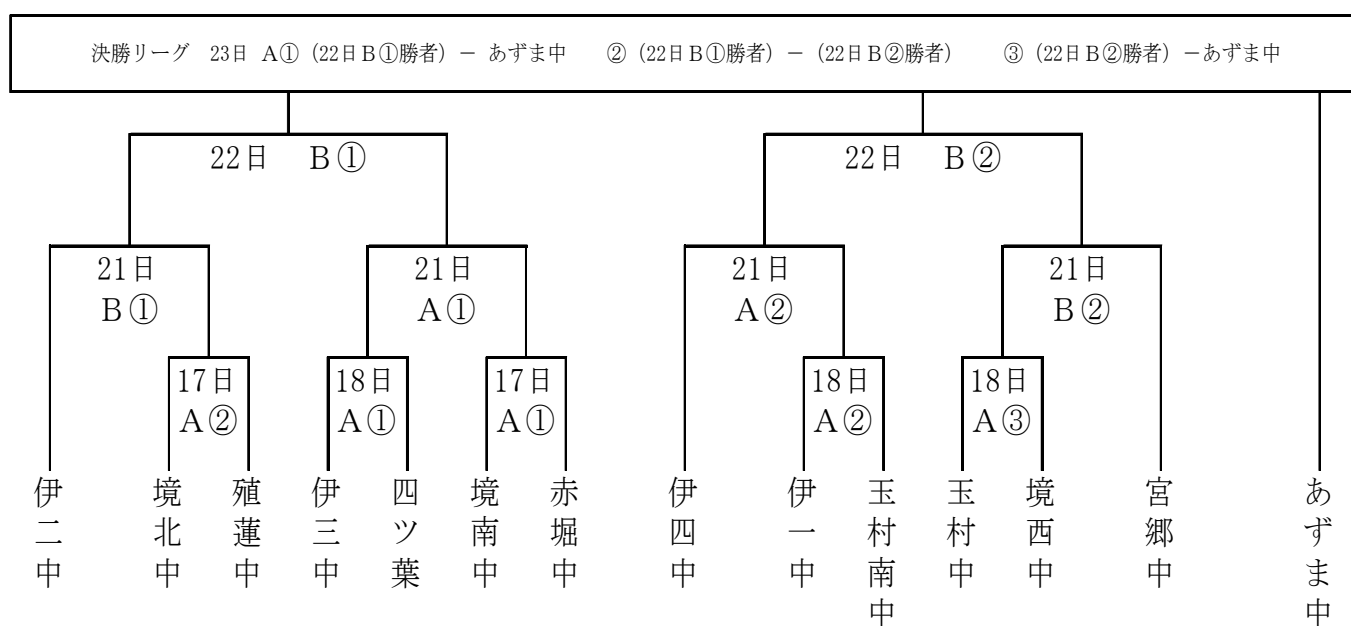 決勝リーグ　23日 A①（22日B①勝者）－ あずま中　　②（22日B①勝者）－（22日B②勝者）　　③（22日B②勝者）－あずま中
22日　B①
22日　B②
21日
B①
21日
A①
21日
A②
21日
B②
17日
A②
18日
A①
17日
A①
18日
A②
18日
A③
伊二中
境北中
殖蓮中
伊三中
四ツ葉
境南中
赤堀中
伊四中
伊一中
玉村南中
玉村中
境西中
宮郷中
あずま中